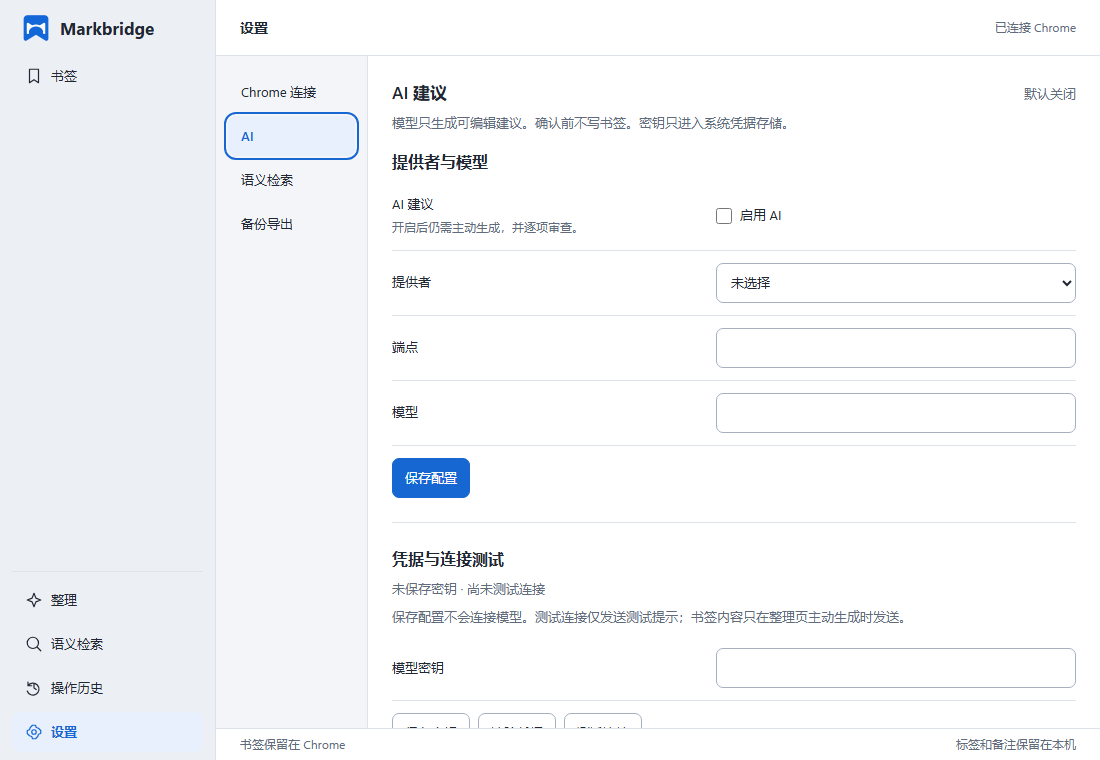 Markbridge
书签
整理
语义检索
操作历史
设置
设置
已连接 Chrome
Chrome 连接
AI
语义检索
备份导出
AI 建议
默认关闭
模型只生成可编辑建议。确认前不写书签。密钥只进入系统凭据存储。
提供者与模型
AI 建议
开启后仍需主动生成，并逐项审查。
启用 AI
提供者
未选择
端点
模型
保存配置
凭据与连接测试
未保存密钥 · 尚未测试连接
保存配置不会连接模型。测试连接仅发送测试提示；书签内容只在整理页主动生成时发送。
模型密钥
书签保留在 Chrome
标签和备注保留在本机